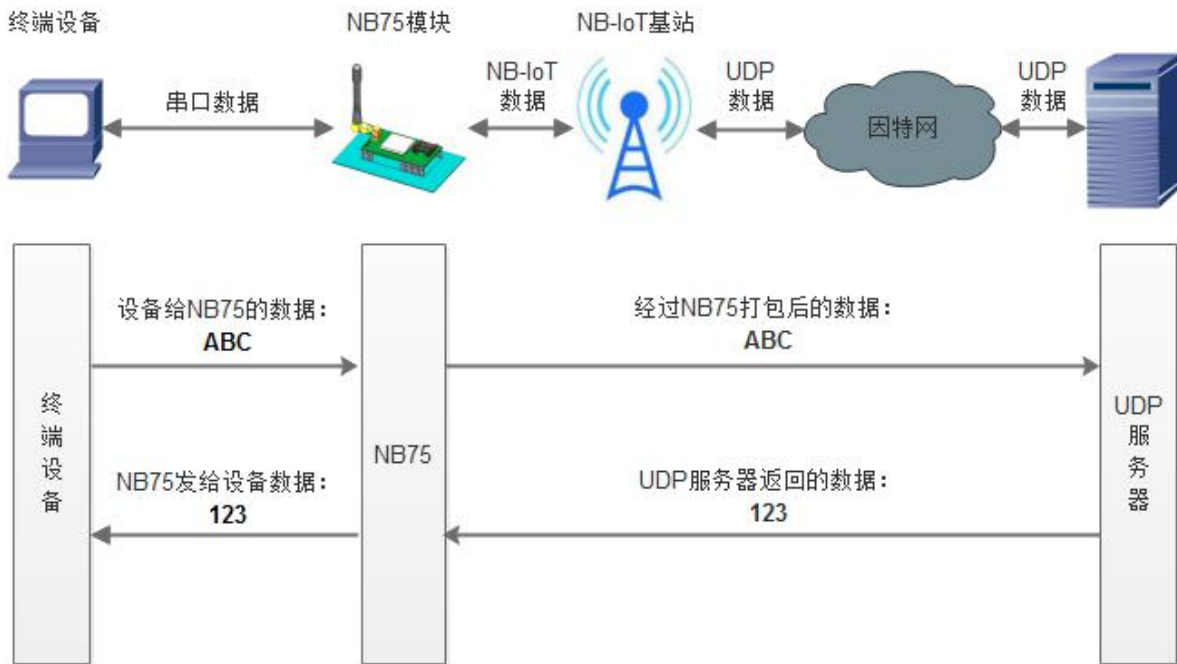 终端设备
NB75模块
NB-IoT基站
串口数据
NB-IoT
数据
UDP
数据
因特网
UDP
数据
设备给NB75的数据：
ABC
经过NB75打包后的数据：
ABC
终
端
设
备
NB75
UDP
服
务
器
NB75发给设备数据：
123
UDP服务器返回的数据：
123